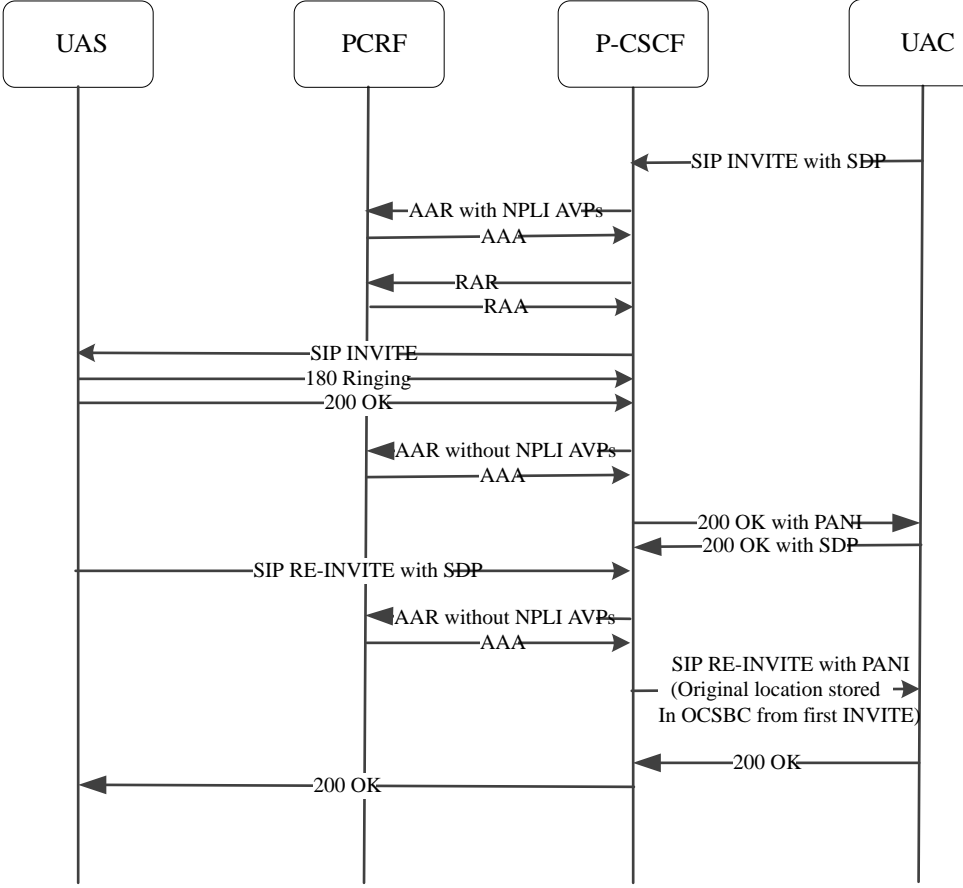 UAS
PCRF
P-CSCF
UAC
SIP INVITE with SDP
AAR with NPLI AVPs
AAA
RAR
RAA
SIP INVITE
180 Ringing
200 OK
AAR without NPLI AVPs
AAA
200 OK with PANI
200 OK with SDP
SIP RE-INVITE with SDP
AAR without NPLI AVPs
AAA
SIP RE-INVITE with PANI
(Original location stored
In OCSBC from first INVITE)
200 OK
200 OK